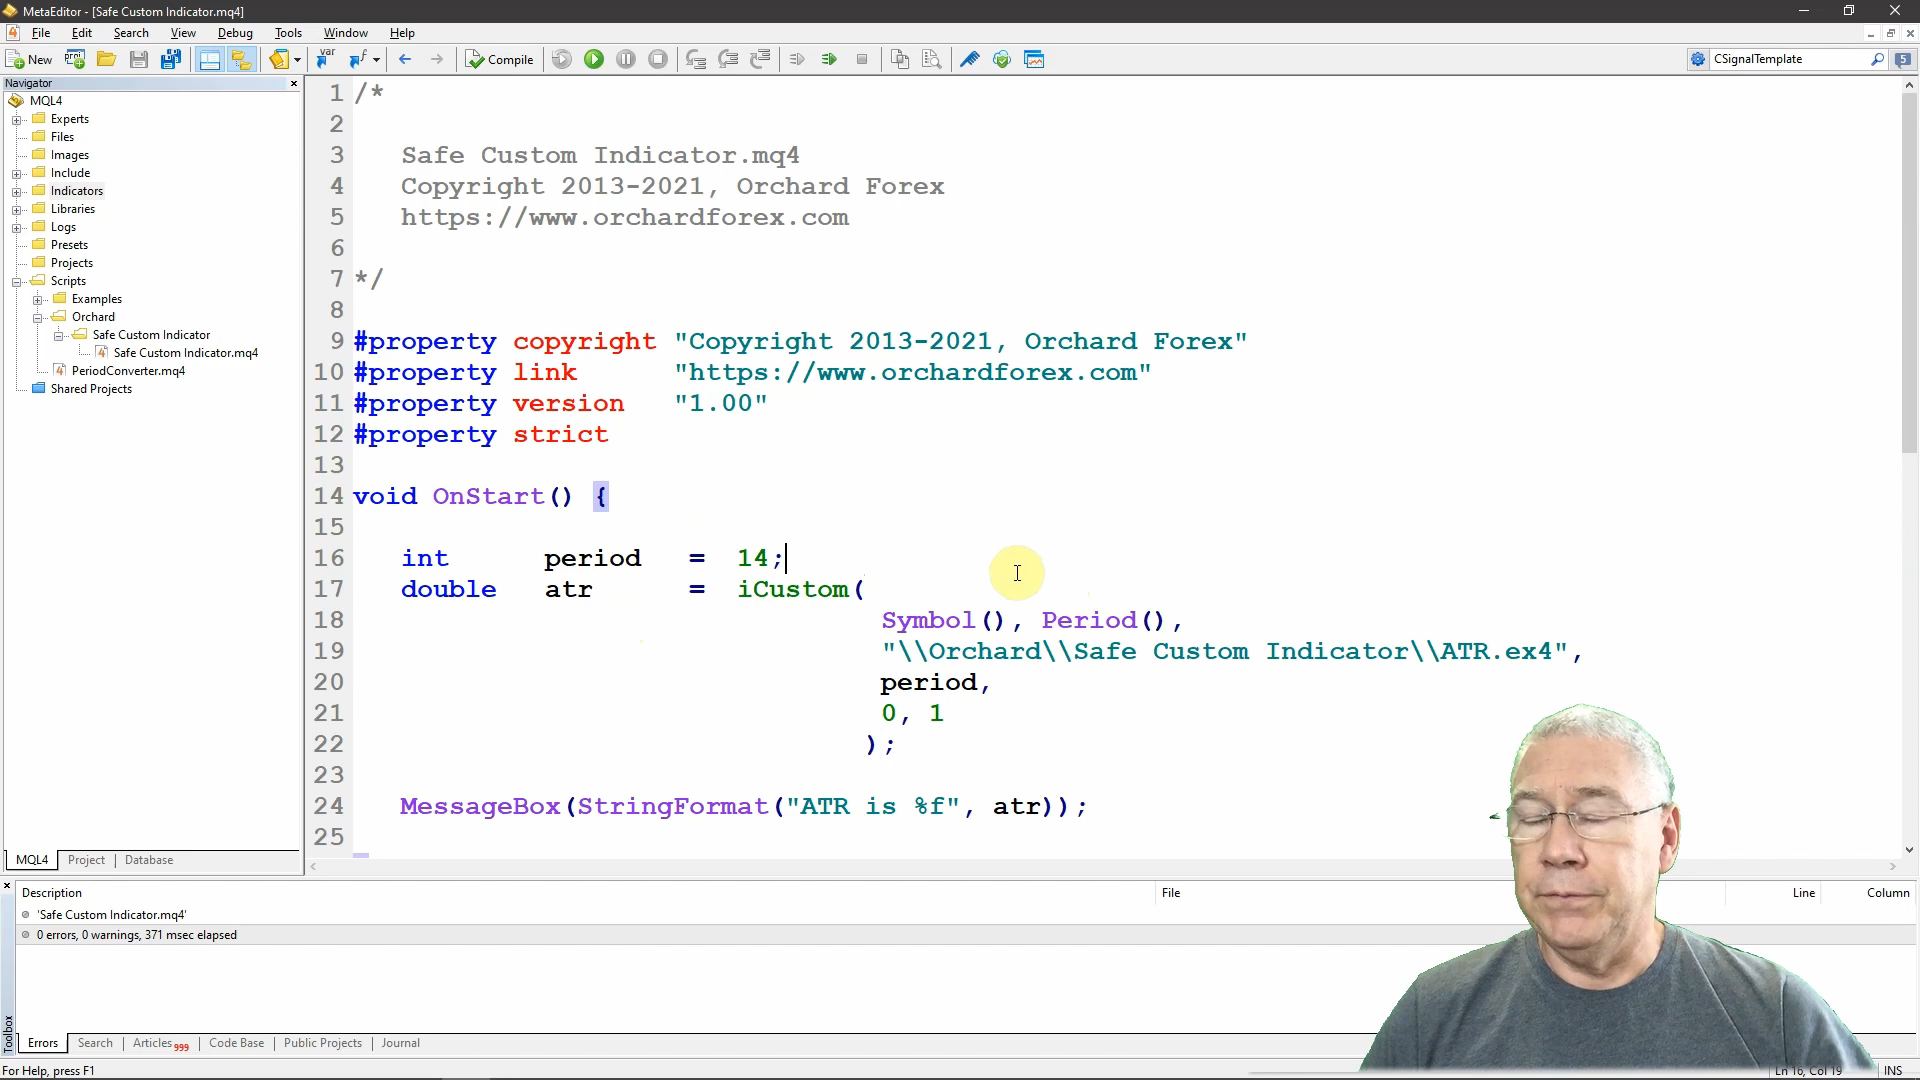 MetaEditor - [Safe Custom Indicator.mq4]
File Edit Search View Debug Tools Window Help
New Compile CSignalTemplate 5
Navigator
MQL4
Experts
Files
Images
Include
Indicators
Libraries
Logs
Presets
Projects
Scripts
Examples
Orchard
Safe Custom Indicator
Safe Custom Indicator.mq4
PeriodConverter.mq4
Shared Projects
MQL4 Project Database
1 /*
2
3 Safe Custom Indicator.mq4
4 Copyright 2013-2021, Orchard Forex
5 https://www.orchardforex.com
6
7 */
8
9 #property copyright "Copyright 2013-2021, Orchard Forex"
10 #property link "https://www.orchardforex.com"
11 #property version "1.00"
12 #property strict
13
14 void OnStart() {
15
16 int period = 14;
17 double atr = iCustom(
18 Symbol(), Period(),
19 "\\Orchard\\Safe Custom Indicator\\ATR.ex4",
20 period,
21 0, 1
22 );
23
24 MessageBox(StringFormat("ATR is %f", atr));
25
Description File Line Column
'Safe Custom Indicator.mq4'
0 errors, 0 warnings, 371 msec elapsed
Toolbox
Errors Search Articles 999 Code Base Public Projects Journal
For Help, press F1 Ln 16, Col 19 INS